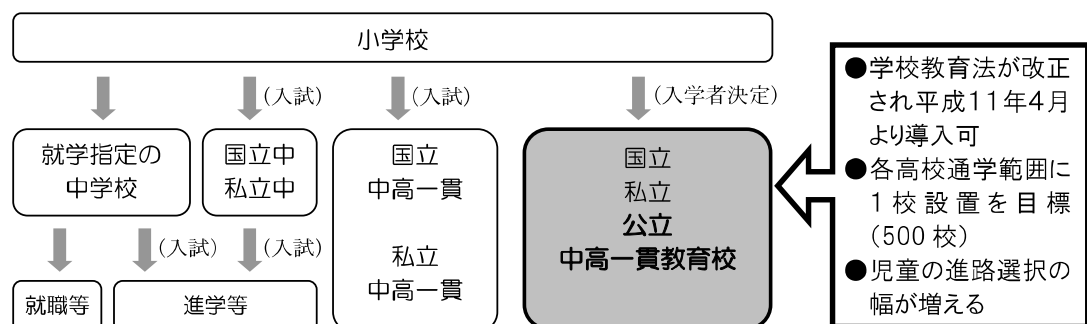 小学校
(入試)
(入試)
(入学者決定)
就学指定の
中学校
国立中
私立中
国立
中高一貫
私立
中高一貫
国立
私立
公立
中高一貫教育校
(入試)
(入試)
就職等
進学等
●学校教育法が改正
され平成11年4月
より導入可
●各高校通学範囲に
1校設置を目標
(500校)
●児童の進路選択の
幅が増える